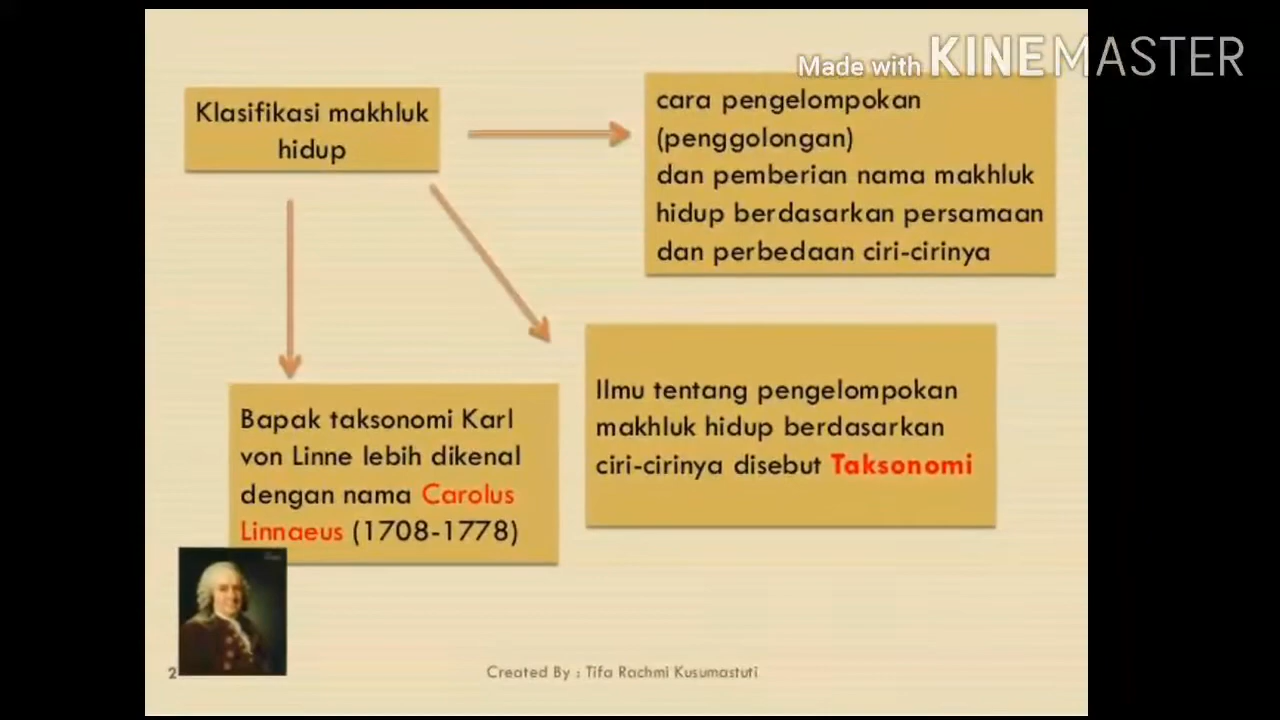 Made with KINEMASTER
Klasifikasi makhluk
hidup
cara pengelompokan
(penggolongan)
dan pemberian nama makhluk
hidup berdasarkan persamaan
dan perbedaan ciri-cirinya
Ilmu tentang pengelompokan
makhluk hidup berdasarkan
ciri-cirinya disebut Taksonomi
Bapak taksonomi Karl
von Linne lebih dikenal
dengan nama Carolus
Linnaeus (1708-1778)
2
Created By : Tifa Rachmi Kusumastuti